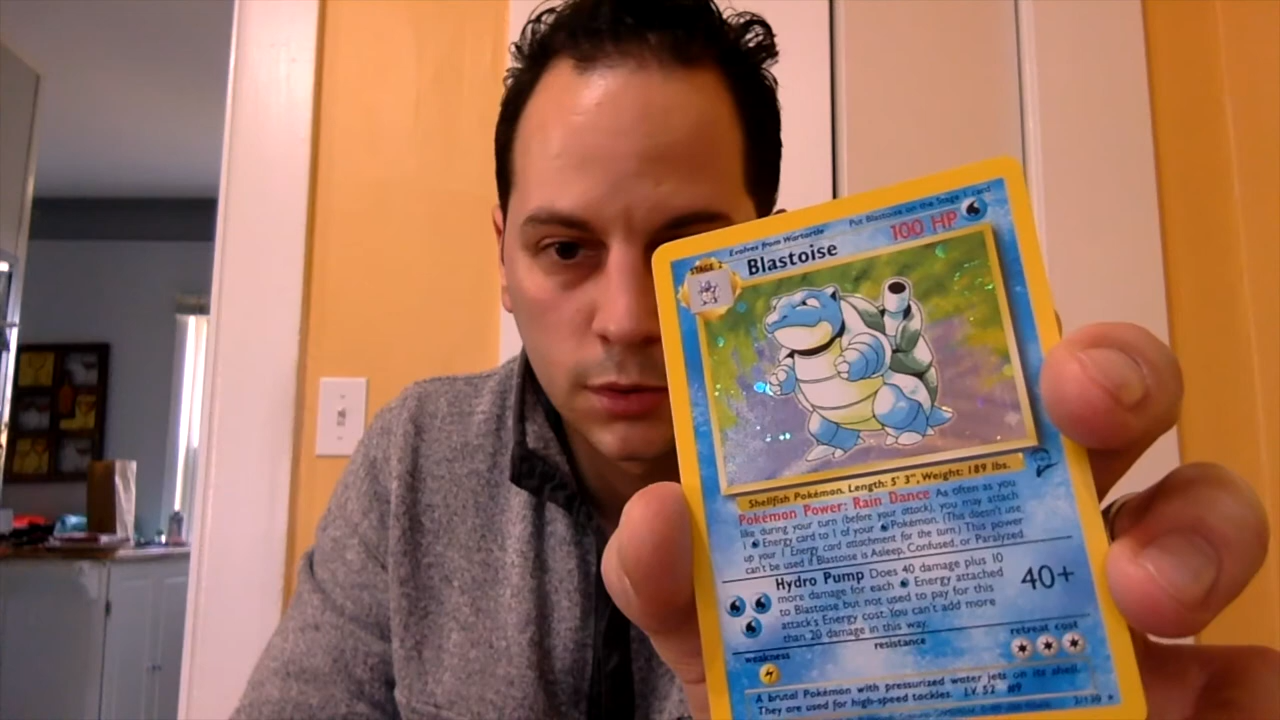 Evolves from Wartortle
Put Blastoise on the Stage 1 card
STAGE 2
Blastoise
100 HP
Shellfish Pokémon. Length: 5' 3", Weight: 189 lbs.
Pokémon Power: Rain Dance As often as you
like during your turn (before your attack), you may attach
1 Energy card to 1 of your Pokémon. (This doesn't use
up your 1 Energy card attachment for the turn.) This power
can't be used if Blastoise is Asleep, Confused, or Paralyzed.
Hydro Pump Does 40 damage plus 10
more damage for each Energy attached
to Blastoise but not used to pay for this
attack's Energy cost. You can't add more
than 20 damage in this way.
40+
weakness
resistance
retreat cost
A brutal Pokémon with pressurized water jets on its shell.
They are used for high-speed tackles. LV. 52 #9
2/130